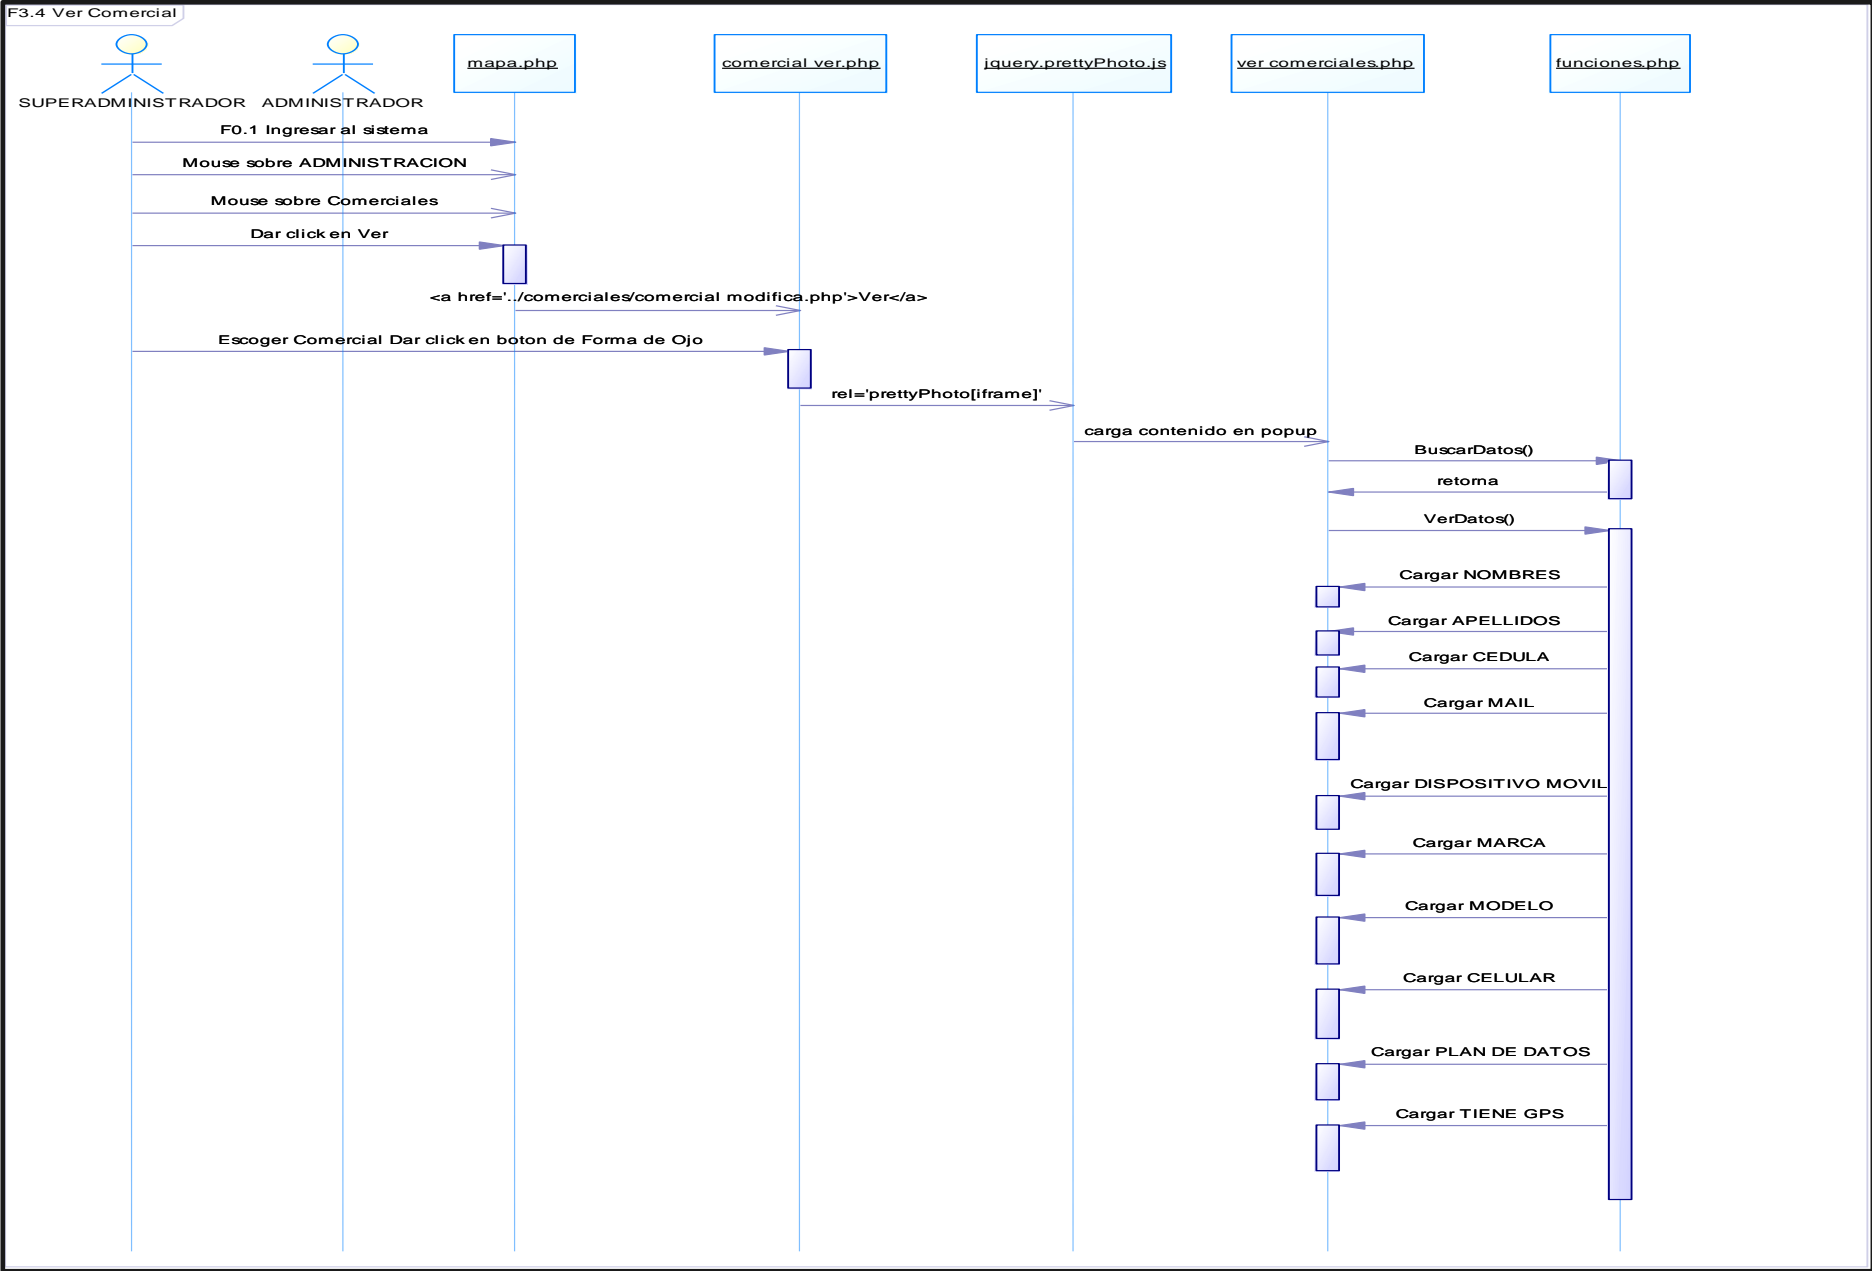 F3.4 Ver Comercial
SUPERADMINISTRADOR
ADMINISTRADOR
mapa.php
comercial ver.php
jquery.prettyPhoto.js
ver comerciales.php
funciones.php
F0.1 Ingresar al sistema
Mouse sobre ADMINISTRACION
Mouse sobre Comerciales
Dar click en Ver
<a href='../comerciales/comercial modifica.php'>Ver</a>
Escoger Comercial Dar click en boton de Forma de Ojo
rel='prettyPhoto[iframe]'
carga contenido en popup
BuscarDatos()
retorna
VerDatos()
Cargar NOMBRES
Cargar APELLIDOS
Cargar CEDULA
Cargar MAIL
Cargar DISPOSITIVO MOVIL
Cargar MARCA
Cargar MODELO
Cargar CELULAR
Cargar PLAN DE DATOS
Cargar TIENE GPS